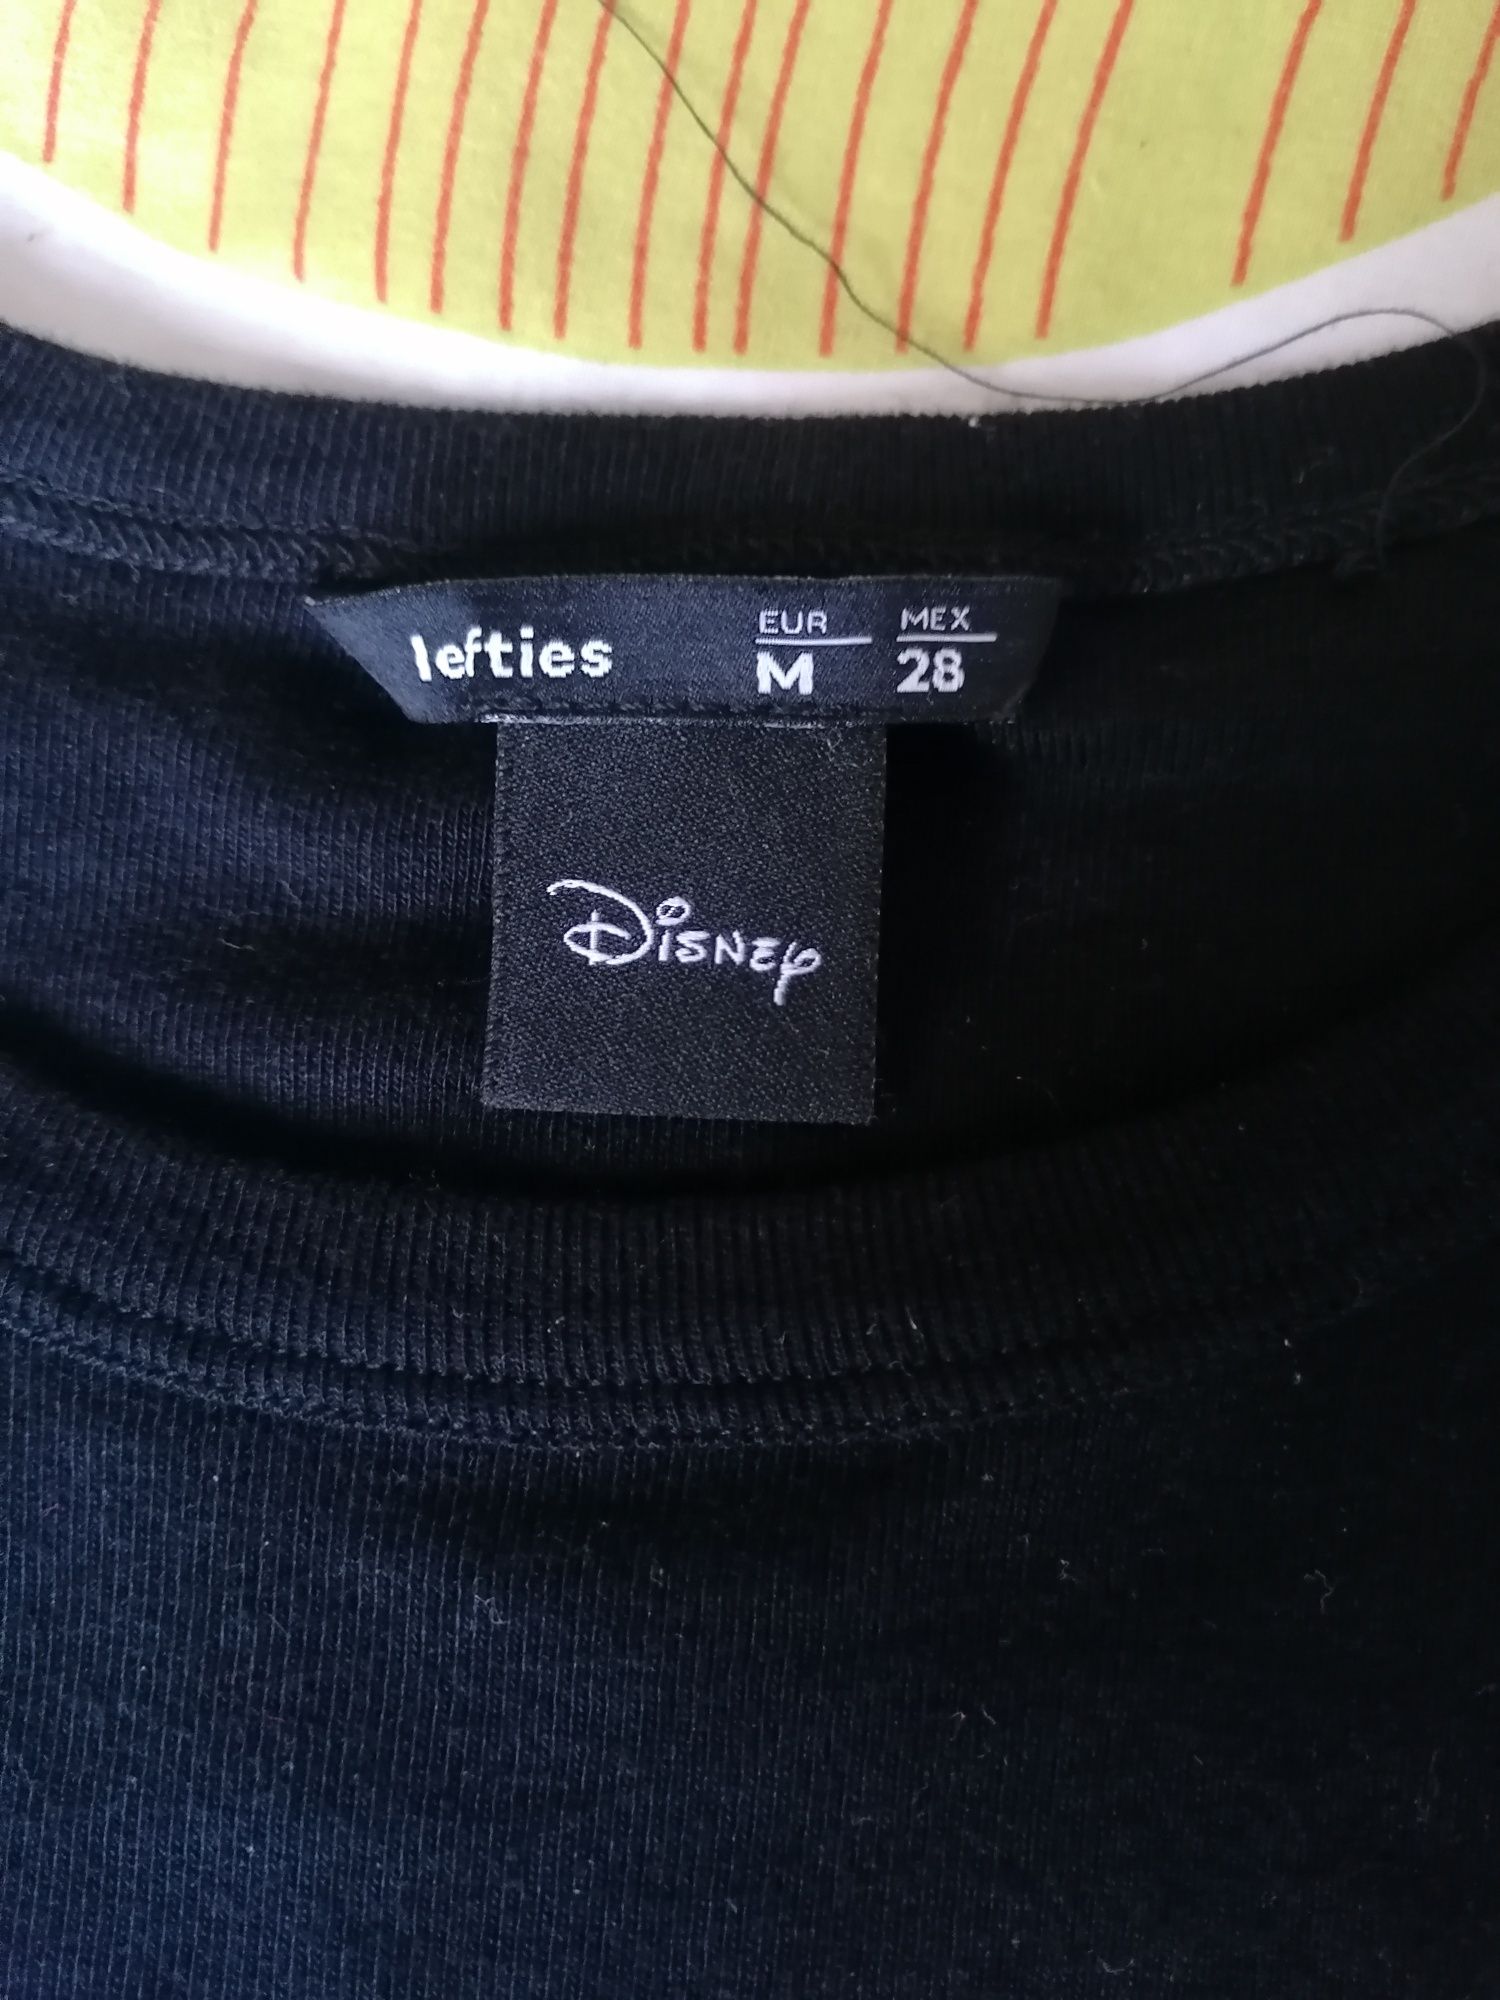 lefties
EUR MEX
M 28
Disney